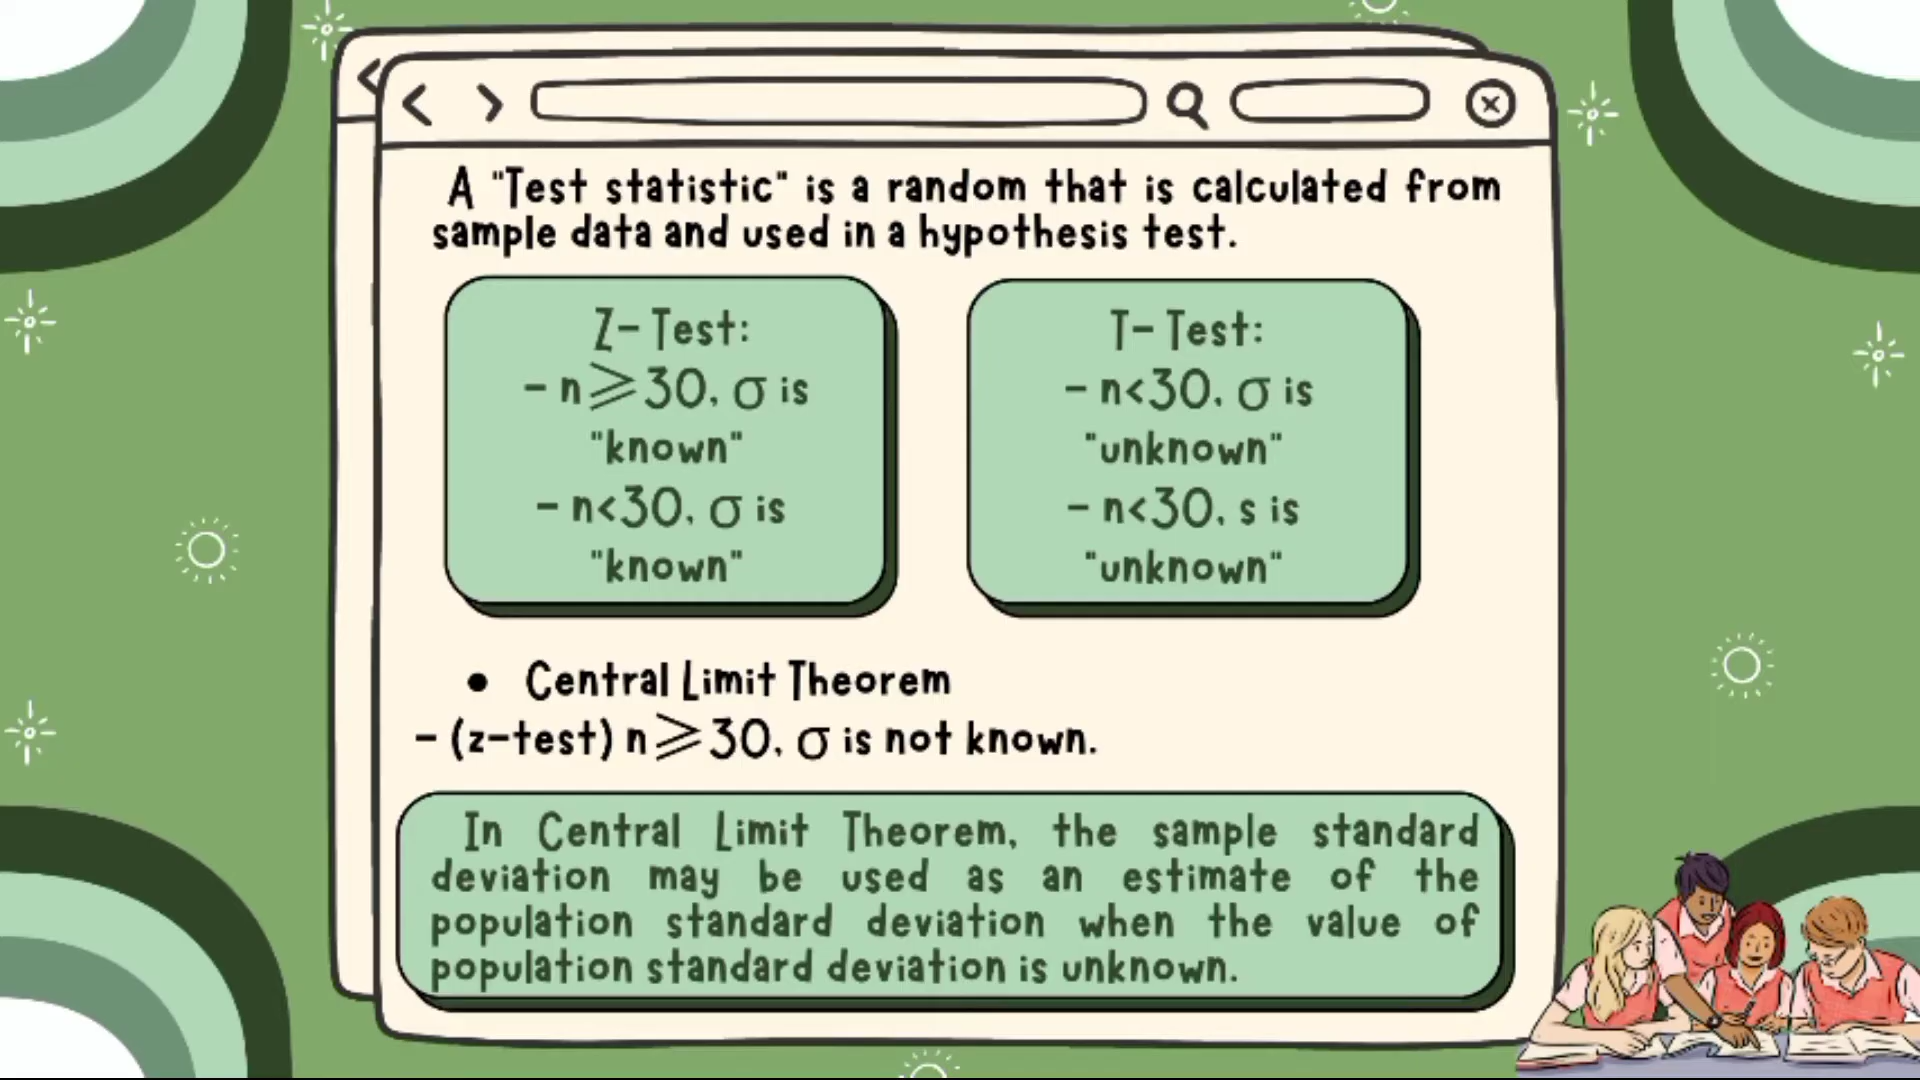 A "Test statistic" is a random that is calculated from
sample data and used in a hypothesis test.
Z- Test:
- n⩾30, σ is
"known"
- n<30, σ is
"known"
T- Test:
- n<30, σ is
"unknown"
- n<30, s is
"unknown"
• Central Limit Theorem
- (z-test) n⩾30, σ is not known.
In Central Limit Theorem, the sample standard
deviation may be used as an estimate of the
population standard deviation when the value of
population standard deviation is unknown.